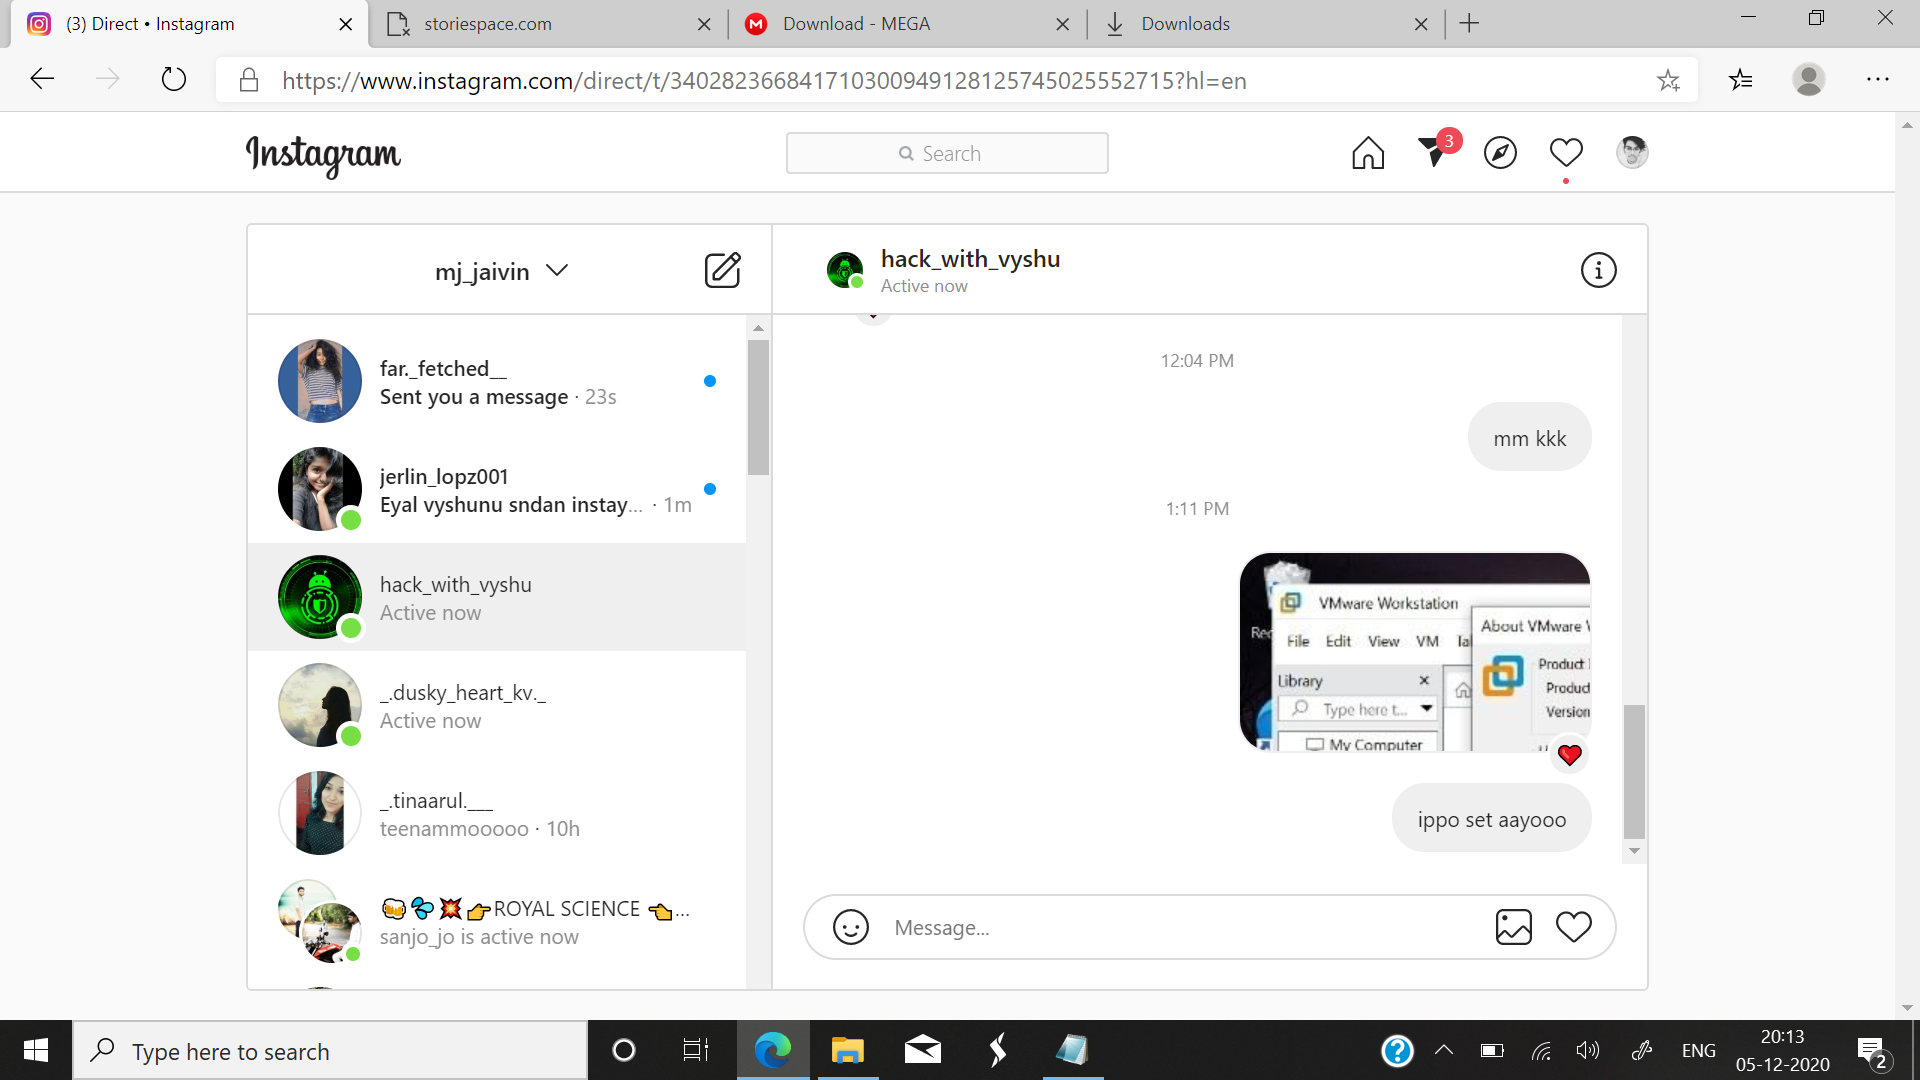 (3) Direct • Instagram
storiespace.com
Download - MEGA
Downloads
https://www.instagram.com/direct/t/340282366841710300949128125745025552715?hl=en
Instagram
Search
3
mj_jaivin
hack_with_vyshu
Active now
far._fetched__
Sent you a message · 23s
jerlin_lopz001
Eyal vyshunu sndan instay... · 1m
hack_with_vyshu
Active now
_.dusky_heart_kv._
Active now
_.tinaarul.___
teenammooooo · 10h
🍻💦💥👉ROYAL SCIENCE 👈...
sanjo_jo is active now
12:04 PM
mm kkk
1:11 PM
VMware Workstation
File Edit View VM Tal
Library
Type here t...
My Computer
Rec
About VMware W
Product
Product
Version
ippo set aayooo
Message...
Type here to search
ENG
20:13
05-12-2020
2